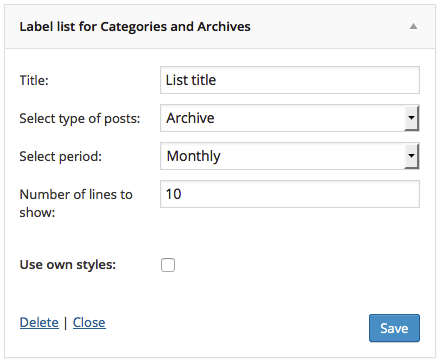 Label list for Categories and Archives
Title: List title
Select type of posts: Archive
Select period: Monthly
Number of lines to 10
show:
Use own styles:
Delete | Close Save